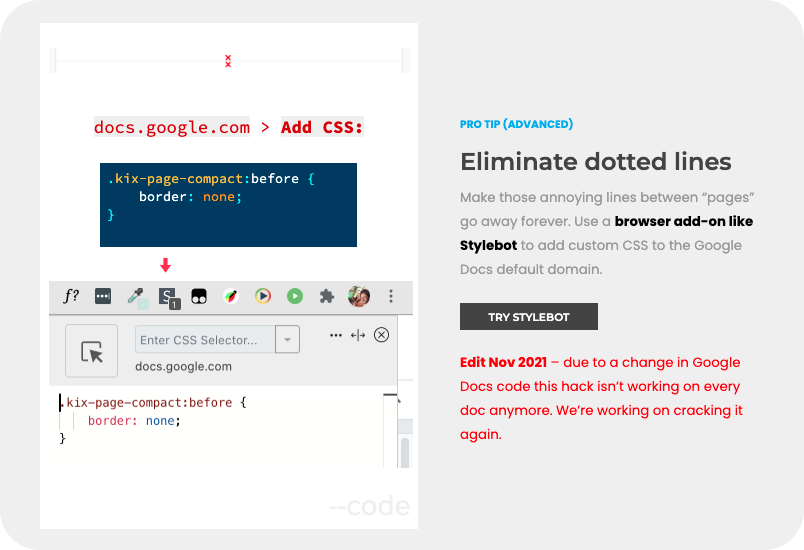 docs.google.com > Add CSS:
.kix-page-compact:before {
    border: none;
}
f?
1
Enter CSS Selector...
docs.google.com
.kix-page-compact:before {
    border: none;
}
--code
PRO TIP (ADVANCED)
Eliminate dotted lines
Make those annoying lines between “pages”
go away forever. Use a browser add-on like
Stylebot to add custom CSS to the Google
Docs default domain.
TRY STYLEBOT
Edit Nov 2021 – due to a change in Google
Docs code this hack isn’t working on every
doc anymore. We’re working on cracking it
again.